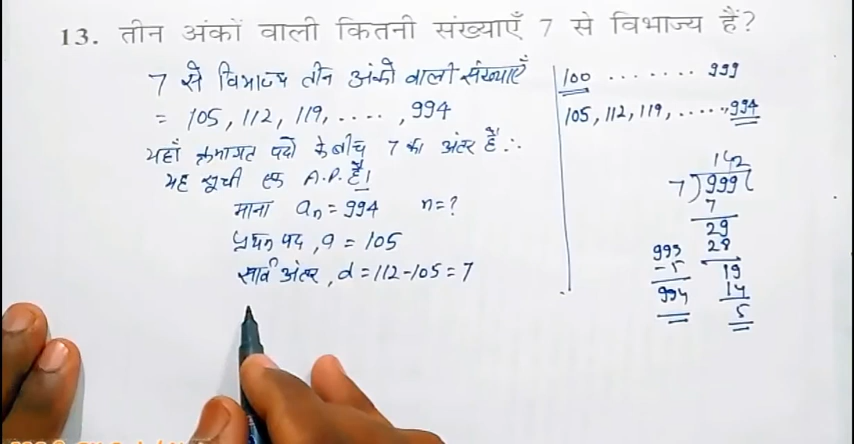 13. तीन अंकों वाली कितनी संख्याएँ 7 से विभाज्य हैं?
7 से विभाज्य तीन अंको वाली संख्याएँ
= 105, 112, 119, ...., 994
यहाँ क्रमागत पदो के बीच 7 का अंतर है ∴
यह सूची एक A.P. है।
माना an = 994 n = ?
प्रथम पद, a = 105
सार्व अंतर, d = 112 - 105 = 7
100 ........ 999
105, 112, 119, ......, 994
142
7 ) 999 (
7
29
28
19
14
5
999
- 5
994